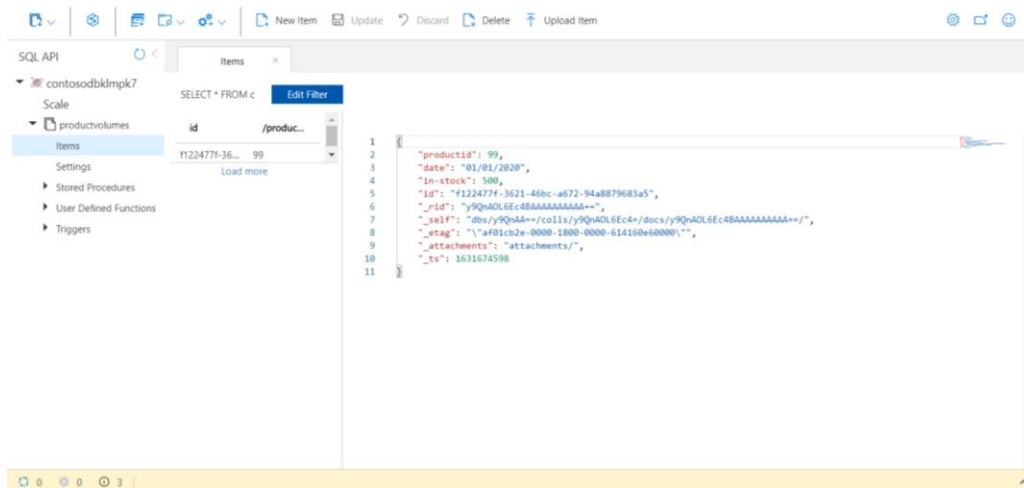 New Item Update Discard Delete Upload Item
SQL API
Items ×
contosodbklmpk7
SELECT * FROM c Edit Filter
Scale
productvolumes
id /produc...
Items
f122477f-36... 99
Load more
Settings
Stored Procedures
User Defined Functions
Triggers
1 {
2 "productid": 99,
3 "date": "01/01/2020",
4 "in-stock": 500,
5 "id": "f122477f-3621-46bc-a672-94a8879683a5",
6 "_rid": "y9QnAOL6Ec4BAAAAAAAAAA==",
7 "_self": "dbs/y9QnAA==/colls/y9QnAOL6Ec4=/docs/y9QnAOL6Ec4BAAAAAAAAAA==/",
8 "_etag": "\"af01cb2e-0000-1800-0000-614160e60000\"",
9 "_attachments": "attachments/",
10 "_ts": 1631674598
11 }
0 0 3